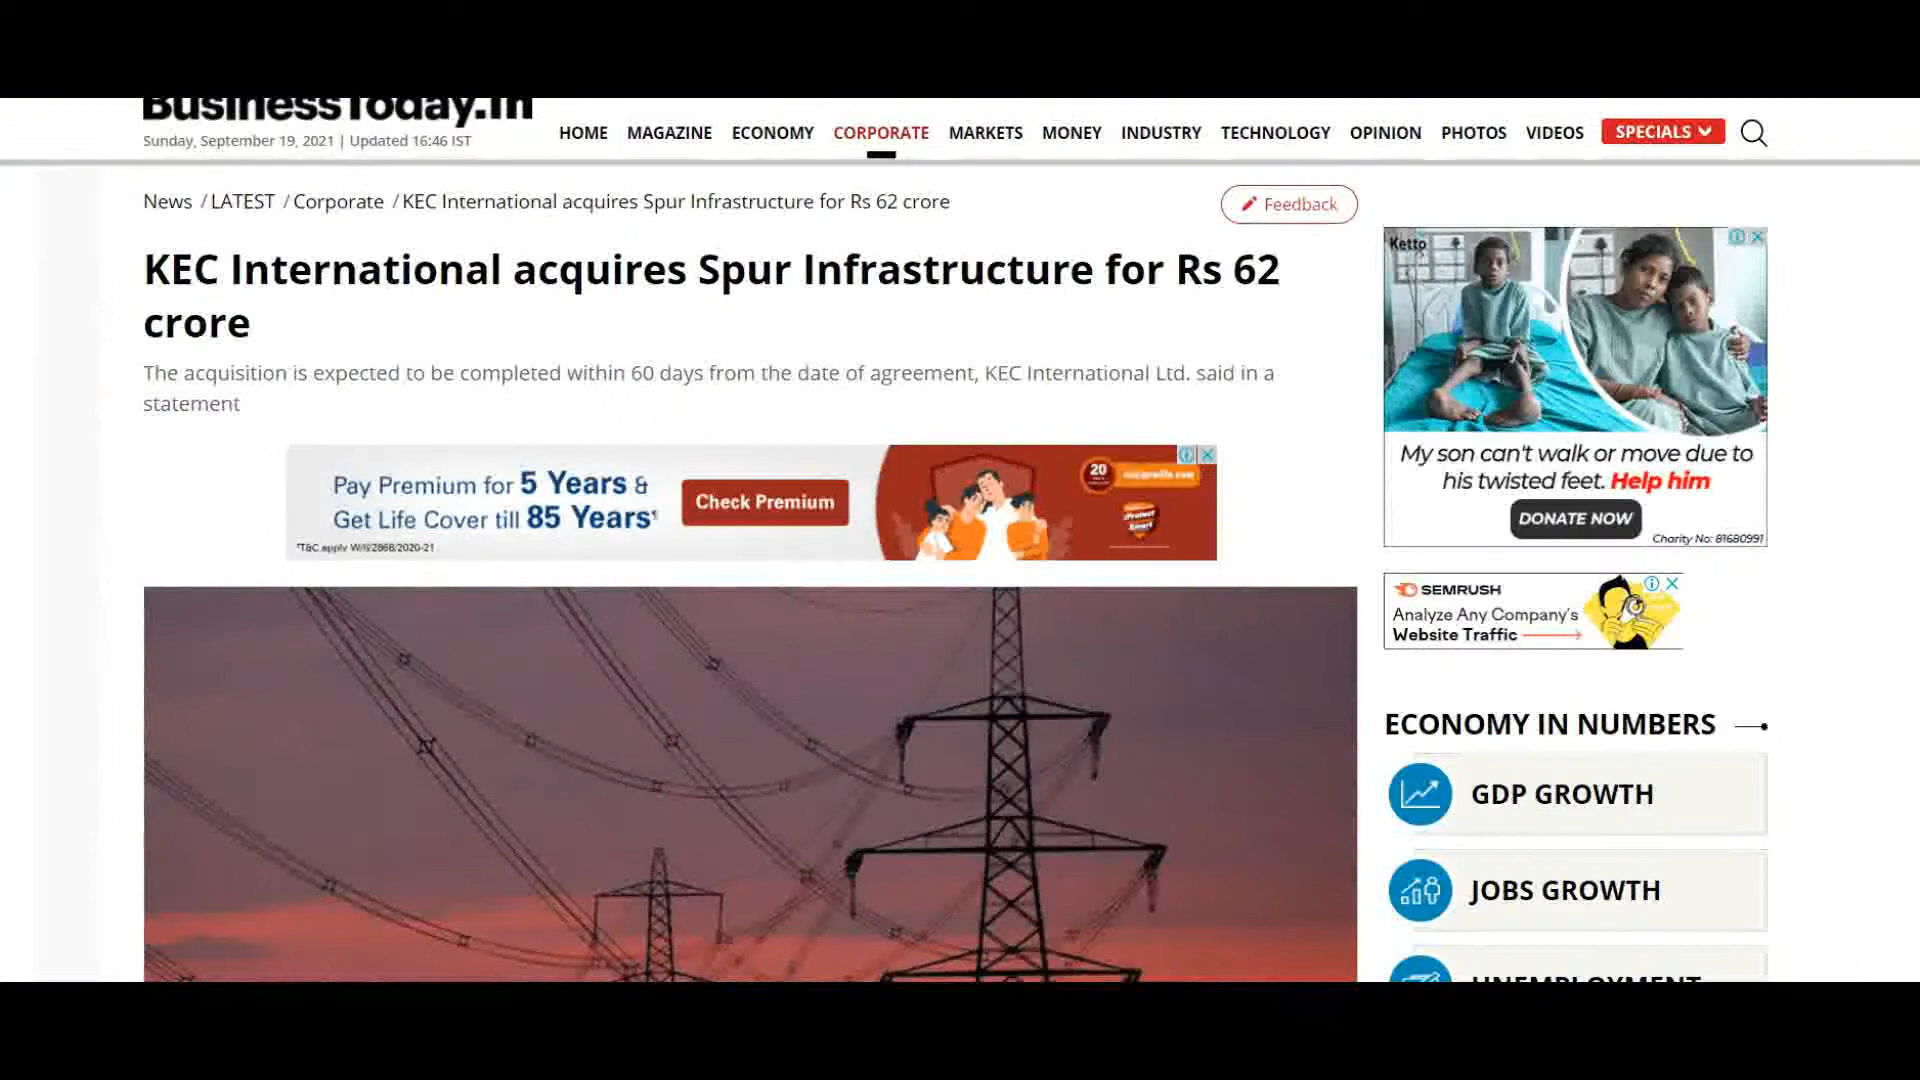 BusinessToday.In
Sunday, September 19, 2021 | Updated 16:46 IST
HOME MAGAZINE ECONOMY CORPORATE MARKETS MONEY INDUSTRY TECHNOLOGY OPINION PHOTOS VIDEOS SPECIALS
News / LATEST / Corporate / KEC International acquires Spur Infrastructure for Rs 62 crore
Feedback
KEC International acquires Spur Infrastructure for Rs 62
crore
The acquisition is expected to be completed within 60 days from the date of agreement, KEC International Ltd. said in a
statement
Pay Premium for 5 Years &
Get Life Cover till 85 Years
Check Premium
20
Ketto
My son can't walk or move due to
his twisted feet. Help him
DONATE NOW
Charity No: 81680991
SEMRUSH
Analyze Any Company's
Website Traffic
ECONOMY IN NUMBERS
GDP GROWTH
JOBS GROWTH
UNEMPLOYMENT